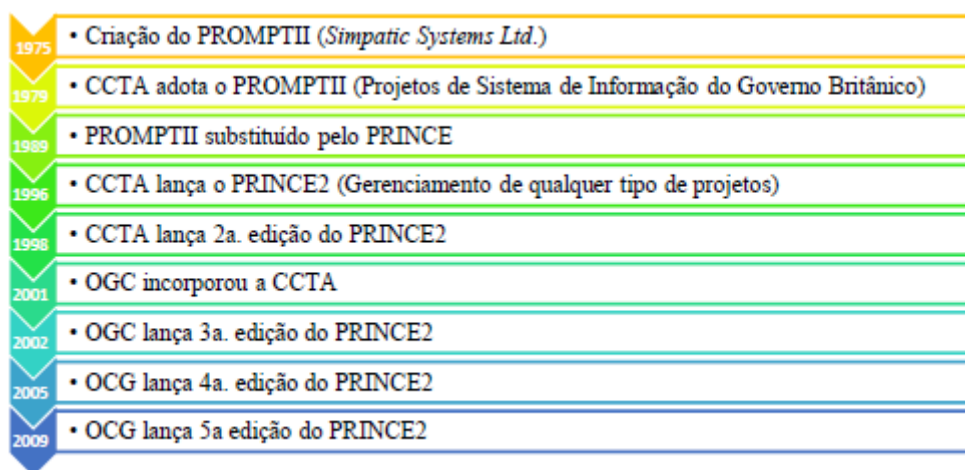 1975
• Criação do PROMPTII (Simpatic Systems Ltd.)
1979
• CCTA adota o PROMPTII (Projetos de Sistema de Informação do Governo Britânico)
1989
• PROMPTII substituído pelo PRINCE
1996
• CCTA lança o PRINCE2 (Gerenciamento de qualquer tipo de projetos)
1998
• CCTA lança 2a. edição do PRINCE2
2001
• OGC incorporou a CCTA
2002
• OGC lança 3a. edição do PRINCE2
2005
• OCG lança 4a. edição do PRINCE2
2009
• OCG lança 5a edição do PRINCE2